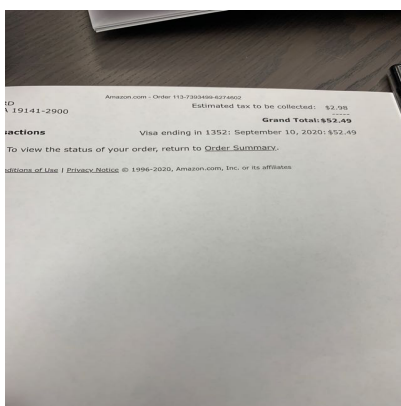 Amazon.com - Order 113-7393499-6274602
RD
A 19141-2900
Estimated tax to be collected: $2.98
-----
Grand Total: $52.49
sactions
Visa ending in 1352: September 10, 2020: $52.49
To view the status of your order, return to Order Summary.
nditions of Use | Privacy Notice © 1996-2020, Amazon.com, Inc. or its affiliates